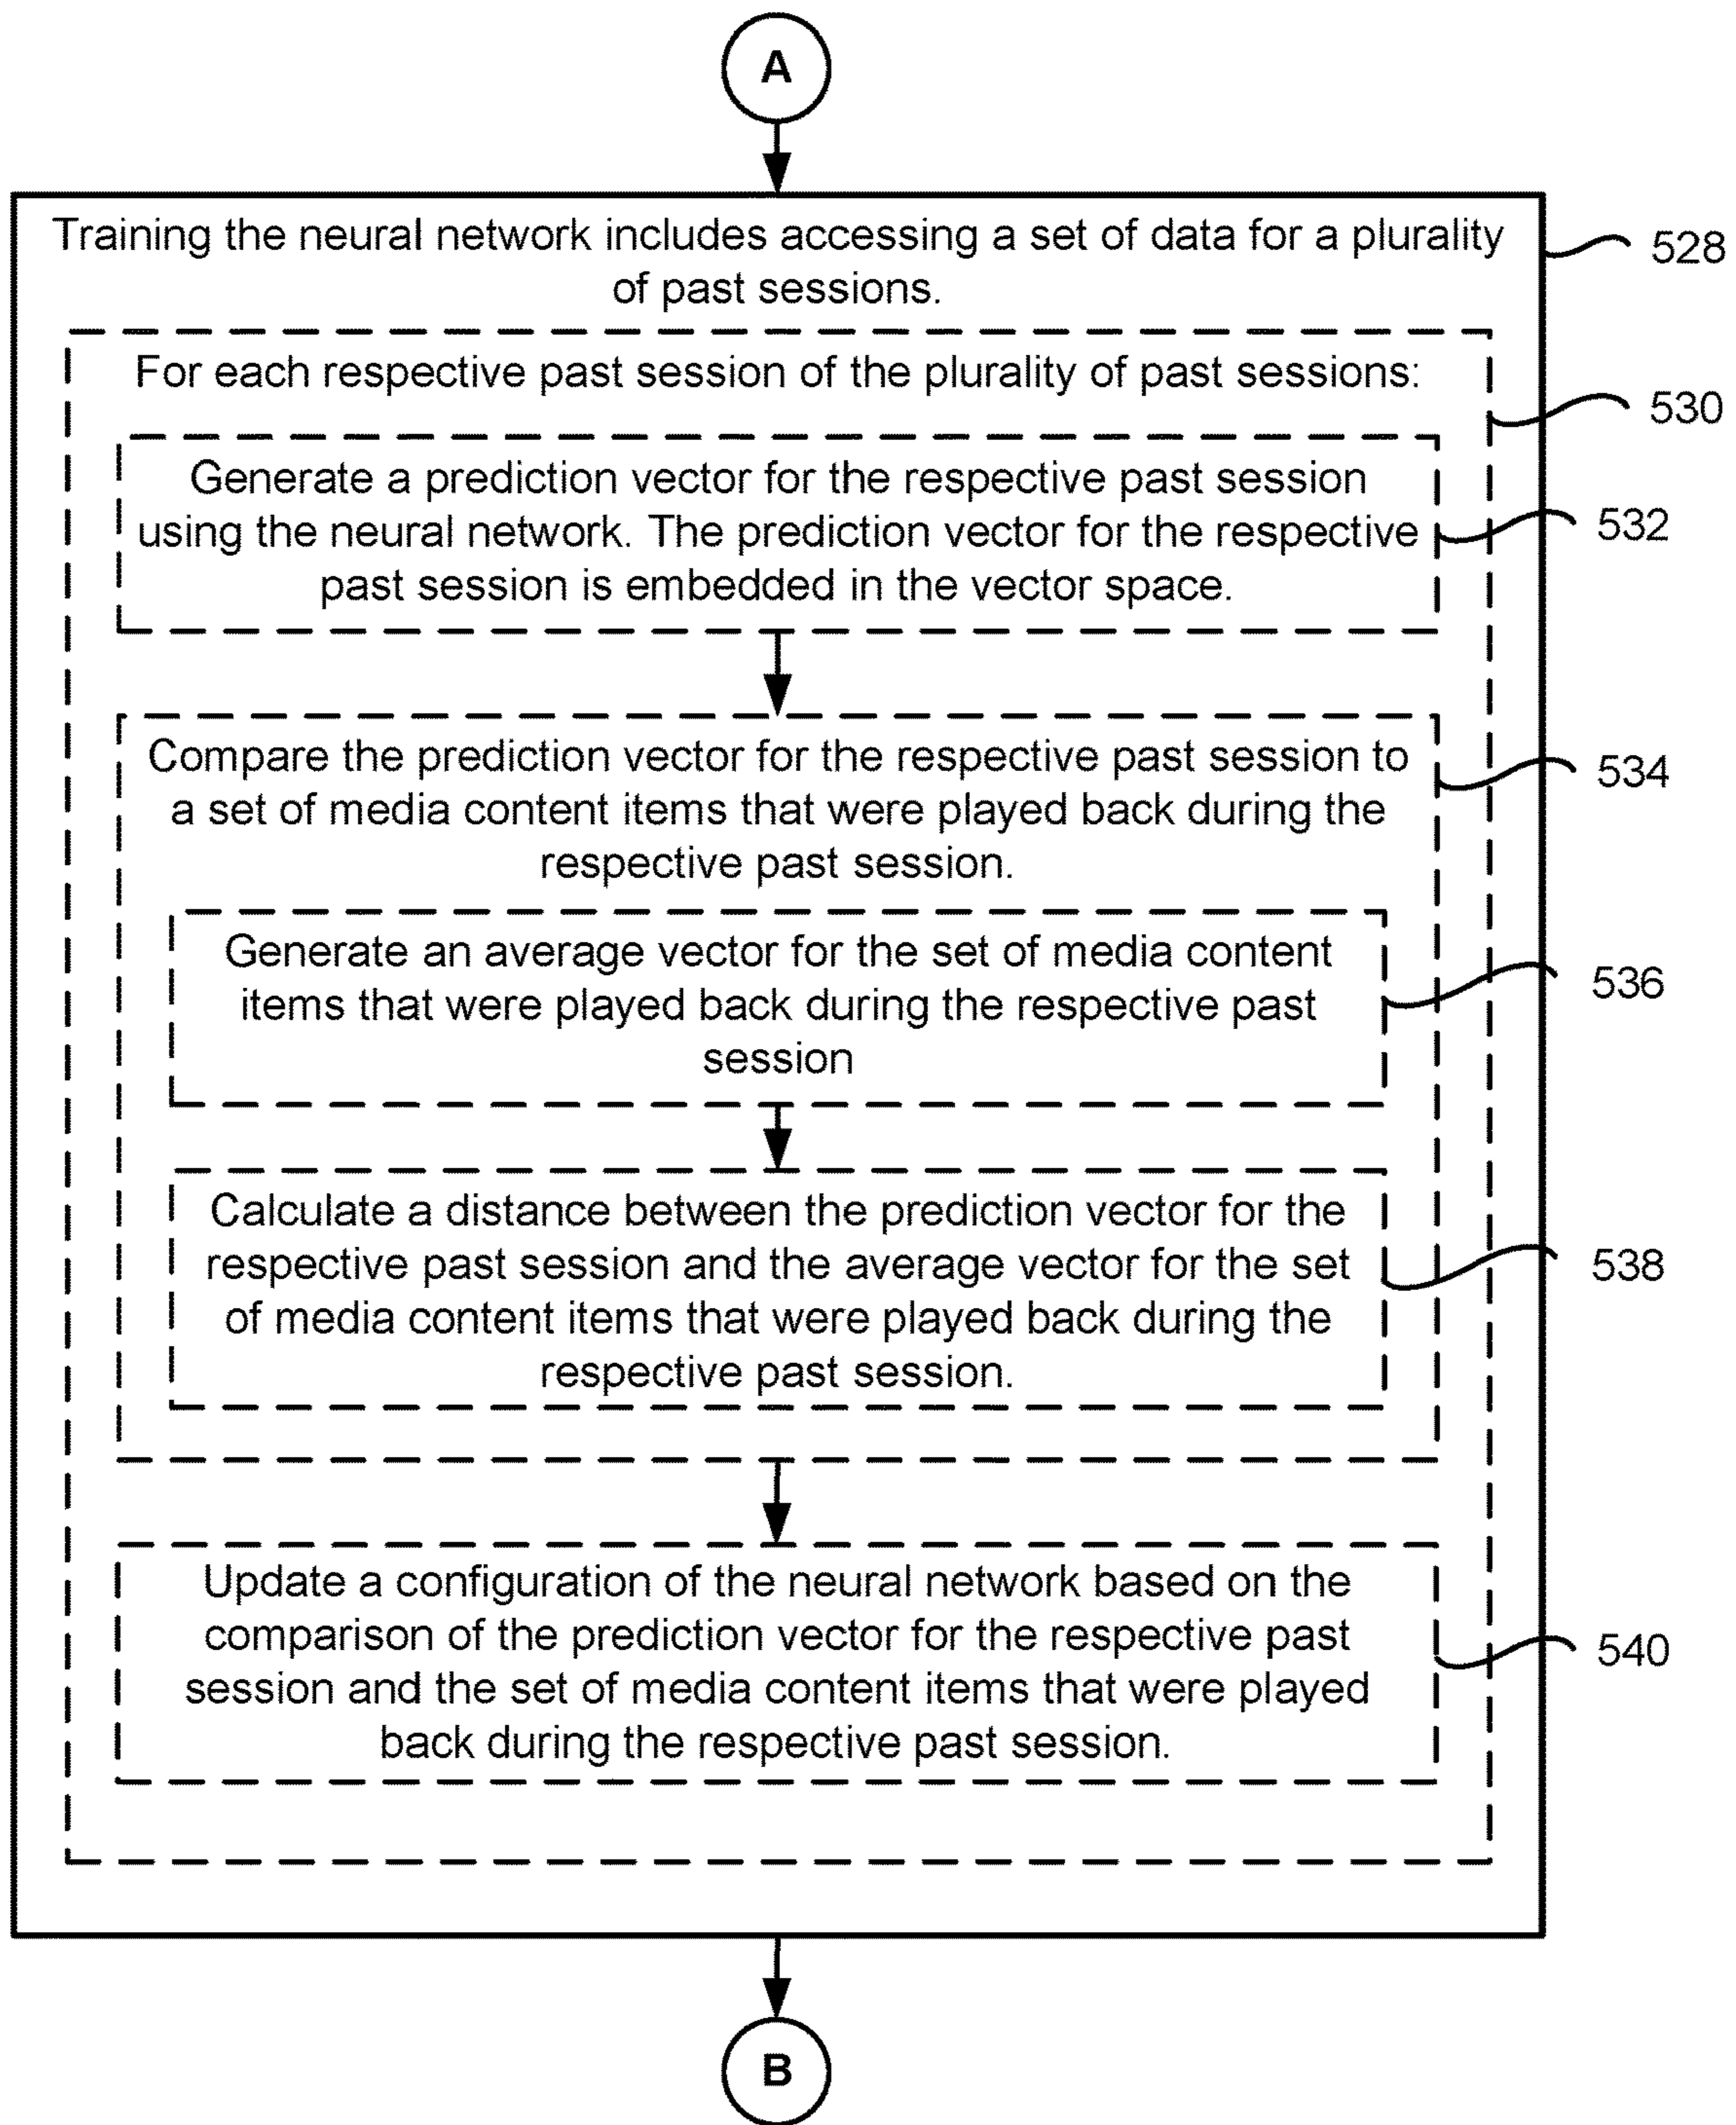 A
Training the neural network includes accessing a set of data for a plurality
of past sessions.
528
For each respective past session of the plurality of past sessions:
530
Generate a prediction vector for the respective past session
using the neural network. The prediction vector for the respective
past session is embedded in the vector space.
532
Compare the prediction vector for the respective past session to
a set of media content items that were played back during the
respective past session.
534
Generate an average vector for the set of media content
items that were played back during the respective past
session
536
Calculate a distance between the prediction vector for the
respective past session and the average vector for the set
of media content items that were played back during the
respective past session.
538
Update a configuration of the neural network based on the
comparison of the prediction vector for the respective past
session and the set of media content items that were played
back during the respective past session.
540
B